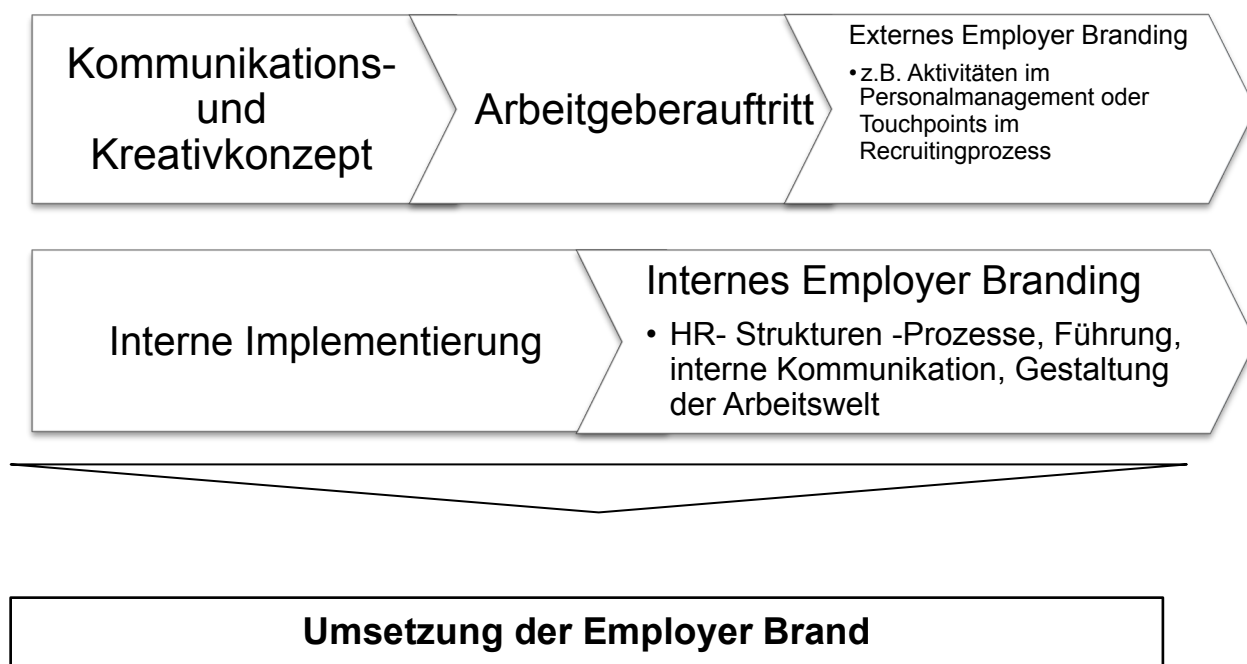 Kommunikations-
und
Kreativkonzept
Arbeitgeberauftritt
Externes Employer Branding
•z.B. Aktivitäten im
Personalmanagement oder
Touchpoints im
Recruitingprozess
Interne Implementierung
Internes Employer Branding
• HR- Strukturen -Prozesse, Führung,
interne Kommunikation, Gestaltung
der Arbeitswelt
Umsetzung der Employer Brand